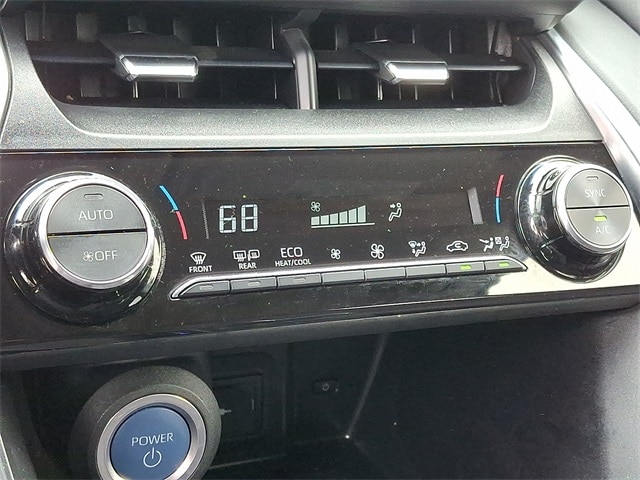 AUTO
OFF
68
SYNC
A/C
FRONT
REAR
ECO
HEAT/COOL
POWER